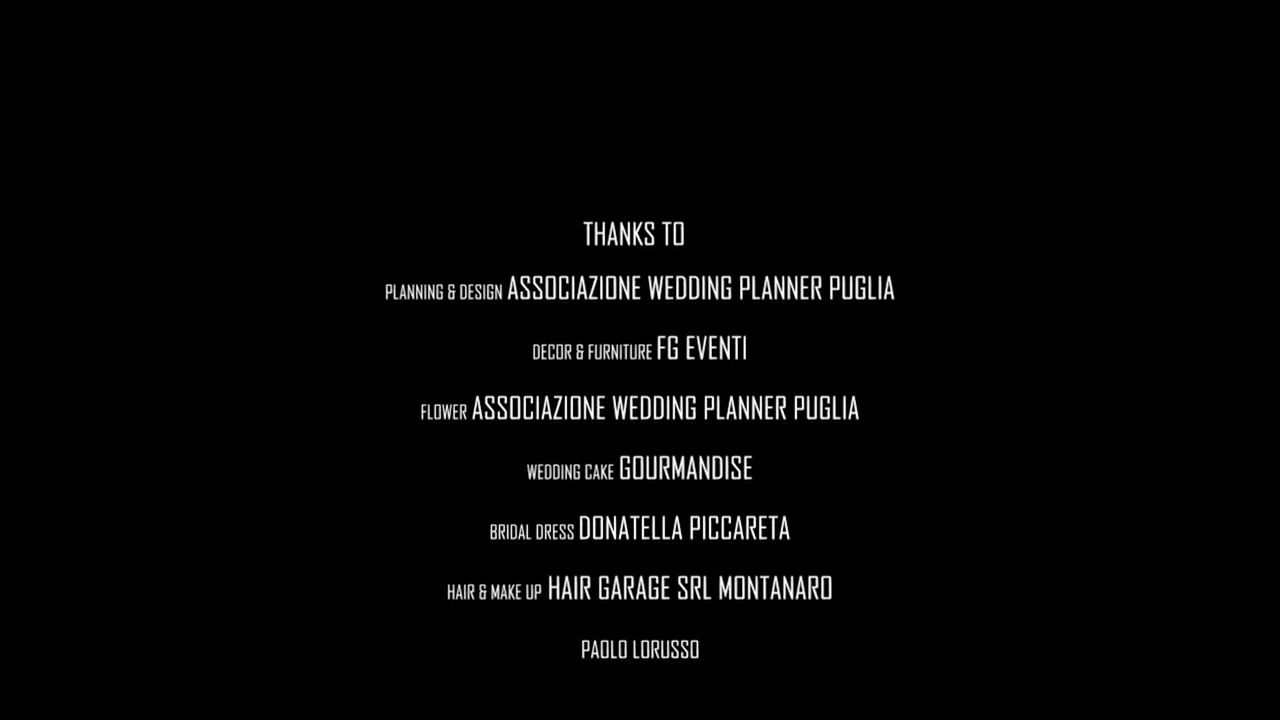 THANKS TO
PLANNING & DESIGN ASSOCIAZIONE WEDDING PLANNER PUGLIA
DECOR & FURNITURE FG EVENTI
FLOWER ASSOCIAZIONE WEDDING PLANNER PUGLIA
WEDDING CAKE GOURMANDISE
BRIDAL DRESS DONATELLA PICCARETA
HAIR & MAKE UP HAIR GARAGE SRL MONTANARO
PAOLO LORUSSO